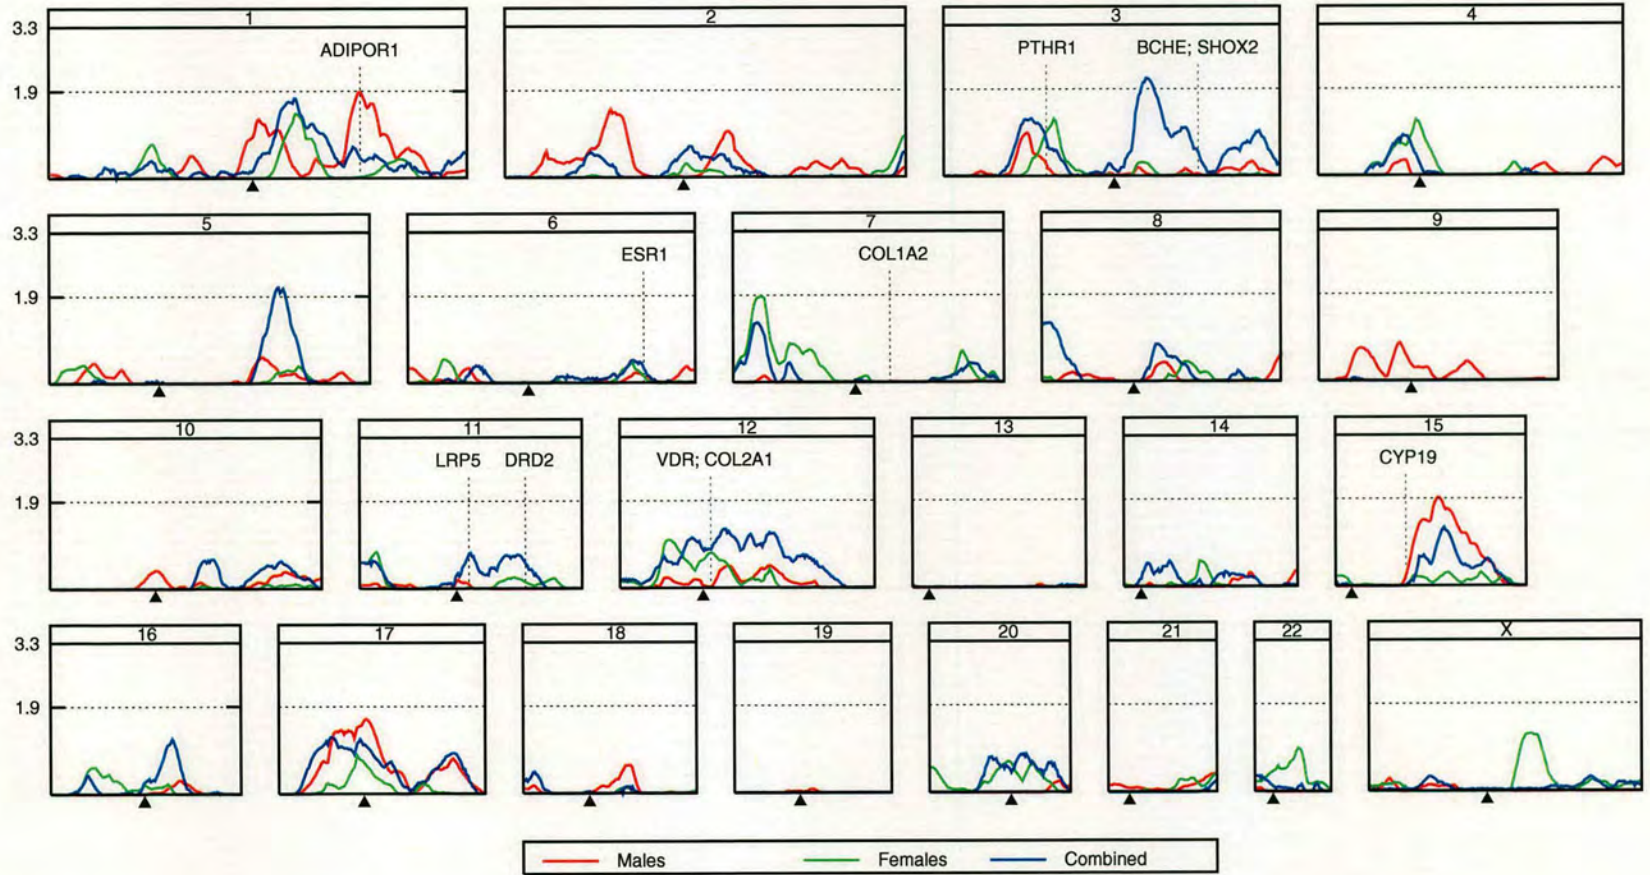 1 2 3 4
3.3
ADIPOR1 PTHR1 BCHE; SHOX2
1.9
5 6 7 8 9
3.3
ESR1 COL1A2
1.9
10 11 12 13 14 15
3.3
LRP5 DRD2 VDR; COL2A1 CYP19
1.9
16 17 18 19 20 21 22 X
3.3
1.9
Males Females Combined